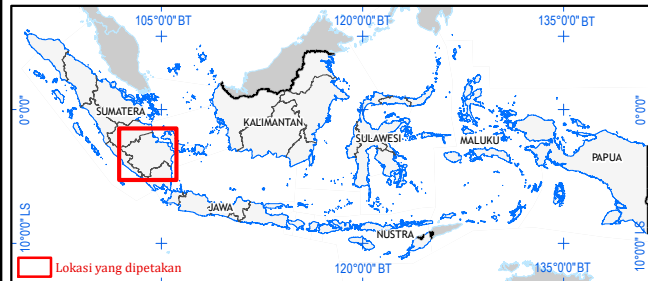 105°0'0" BT
120°0'0" BT
135°0'0" BT
0°0'0"
0°0'0"
SUMATERA
KALIMANTAN
SULAWESI
MALUKU
PAPUA
JAWA
NUSTRA
10°0'0" LS
10°0'0" LS
Lokasi yang dipetakan
120°0'0" BT
135°0'0" BT